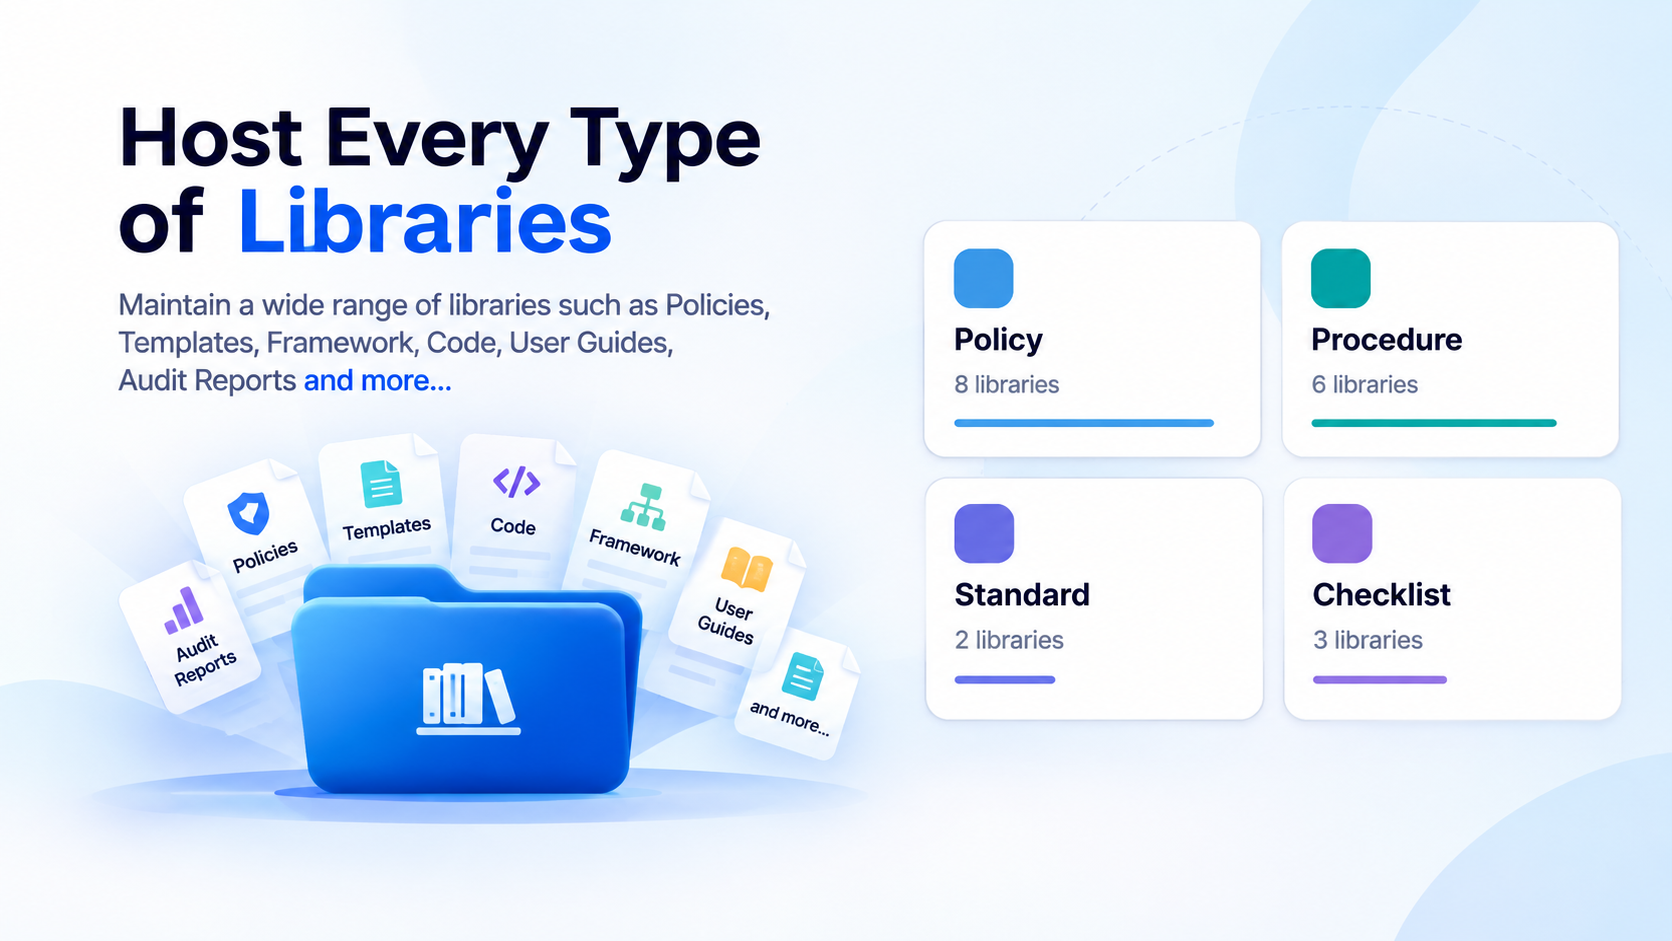 Host Every Type
of Libraries
Maintain a wide range of libraries such as Policies,
Templates, Framework, Code, User Guides,
Audit Reports and more...
Audit
Reports
Policies
Templates
Code
Framework
User
Guides
and more...
Policy
8 libraries
Procedure
6 libraries
Standard
2 libraries
Checklist
3 libraries